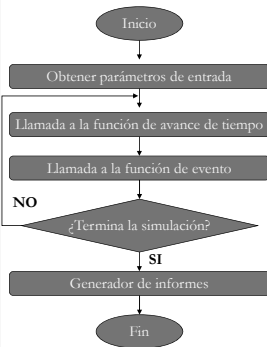 Inicio
Obtener parámetros de entrada
Llamada a la función de avance de tiempo
Llamada a la función de evento
NO
¿Termina la simulación?
SI
Generador de informes
Fin